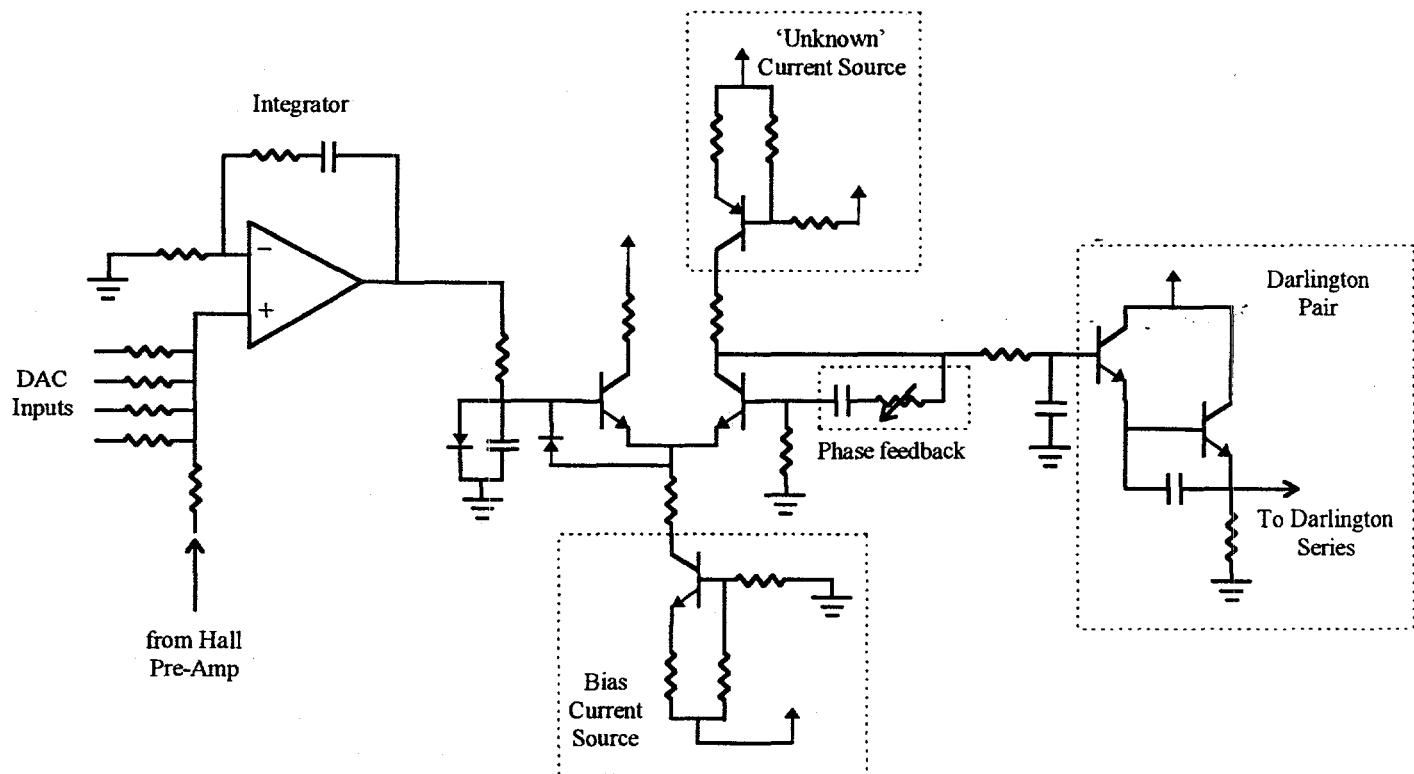 'Unknown'
Current Source
Integrator
−
+
DAC
Inputs
from Hall
Pre-Amp
Phase feedback
Darlington
Pair
To Darlington
Series
Bias
Current
Source